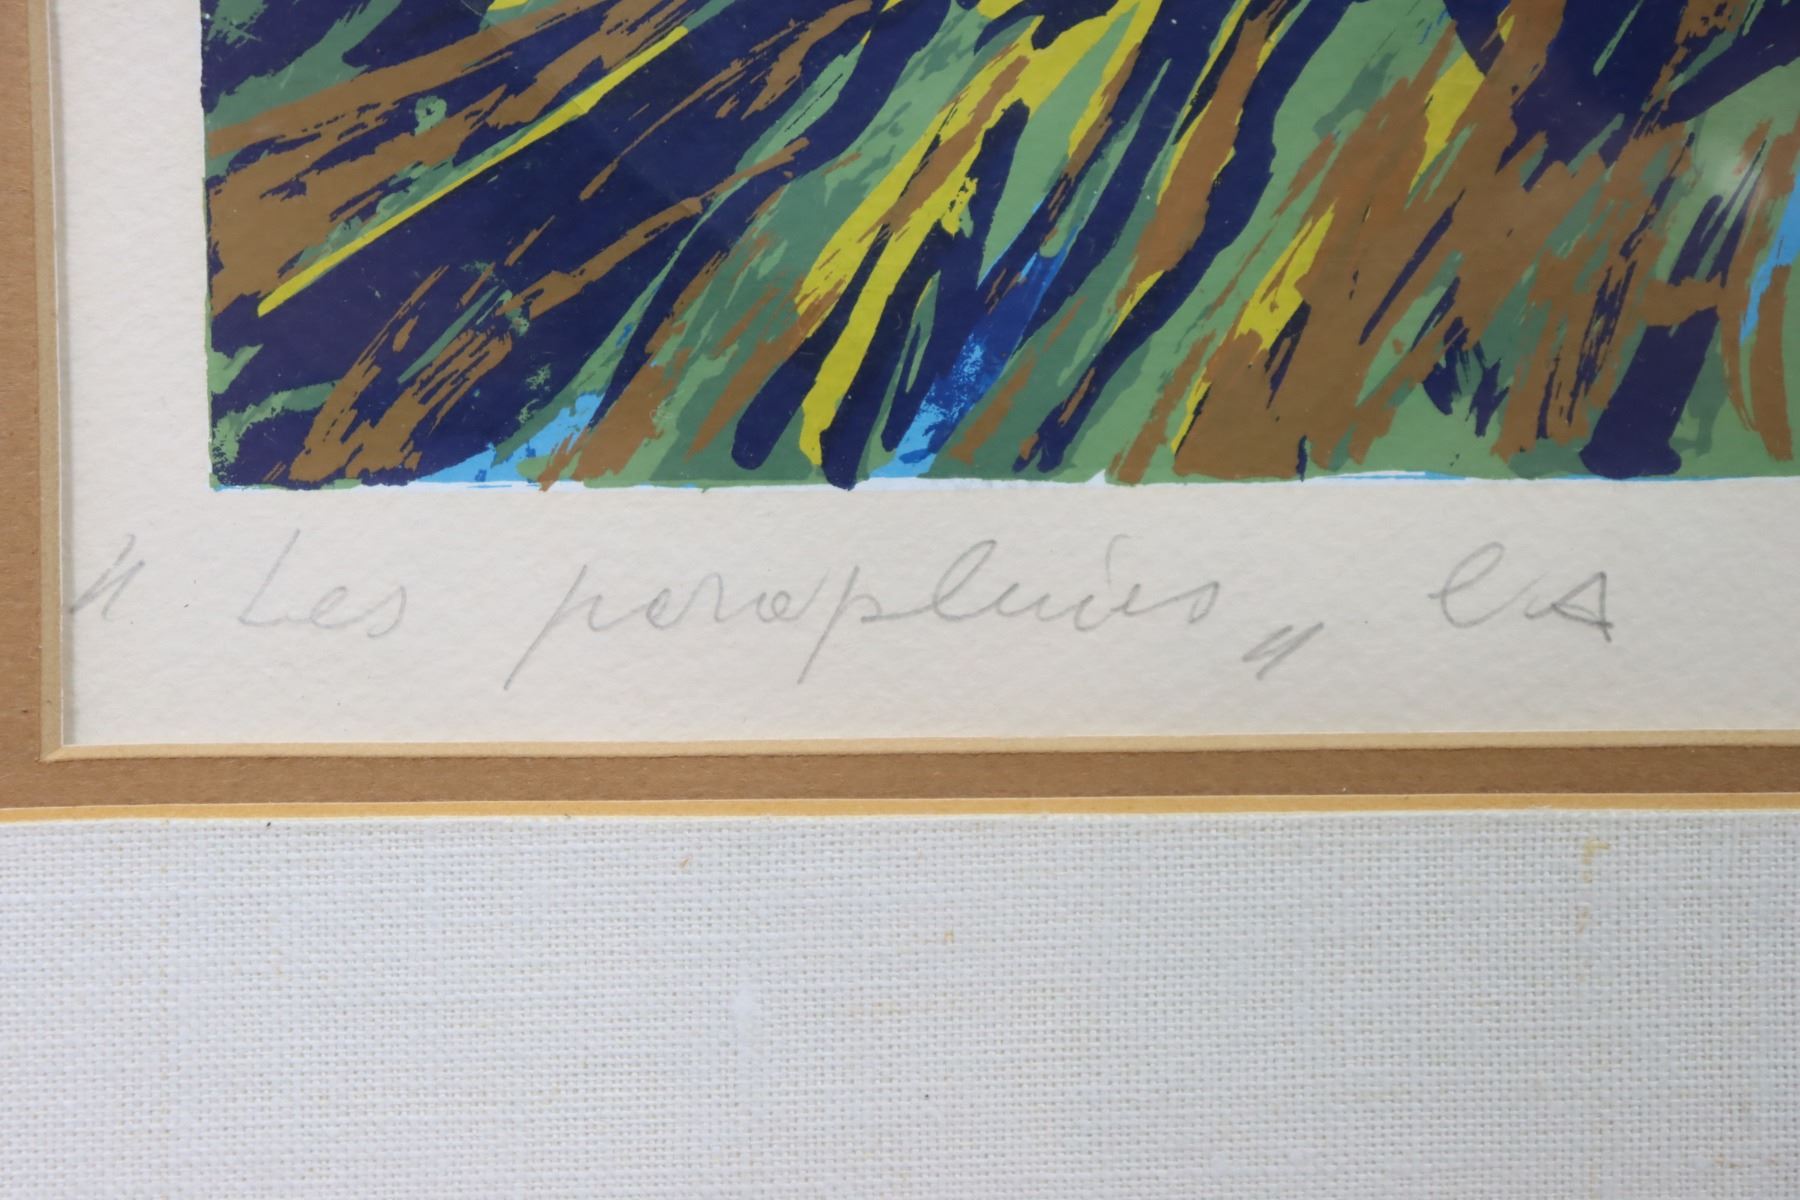 " Les parapluies „ EA